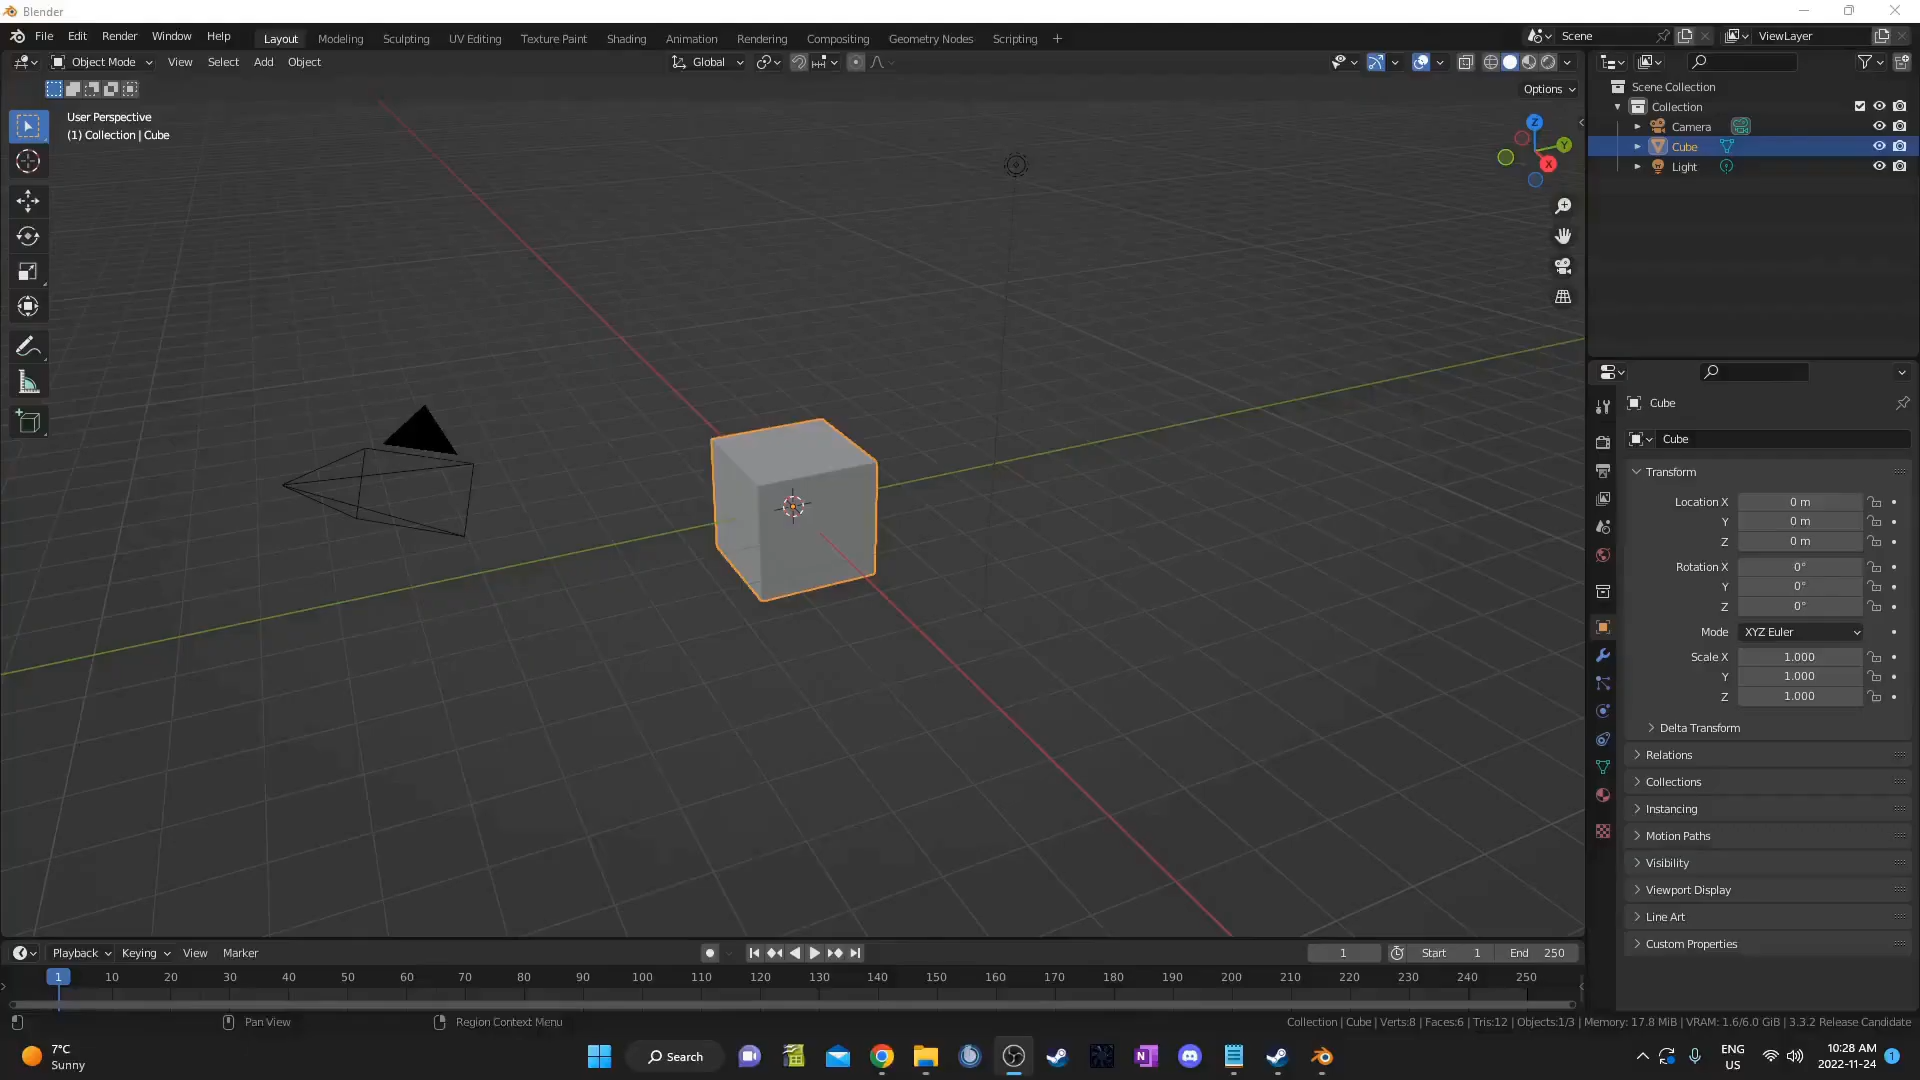 Blender
File Edit Render Window Help Layout Modeling Sculpting UV Editing Texture Paint Shading Animation Rendering Compositing Geometry Nodes Scripting + Scene ViewLayer
Object Mode View Select Add Object Global
Options
User Perspective
(1) Collection | Cube
Z
Y
X
Scene Collection
Collection
Camera
Cube
Light
Cube
Cube
Transform
Location X 0 m
Y 0 m
Z 0 m
Rotation X 0°
Y 0°
Z 0°
Mode XYZ Euler
Scale X 1.000
Y 1.000
Z 1.000
Delta Transform
Relations
Collections
Instancing
Motion Paths
Visibility
Viewport Display
Line Art
Custom Properties
Playback Keying View Marker 1 Start 1 End 250
1 10 20 30 40 50 60 70 80 90 100 110 120 130 140 150 160 170 180 190 200 210 220 230 240 250
Pan View Region Context Menu Collection | Cube | Verts:8 | Faces:6 | Tris:12 | Objects:1/3 | Memory: 17.8 MiB | VRAM: 1.6/6.0 GiB | 3.3.2 Release Candidate
7°C
Sunny
Search
N
ENG
US
10:28 AM
2022-11-24
1